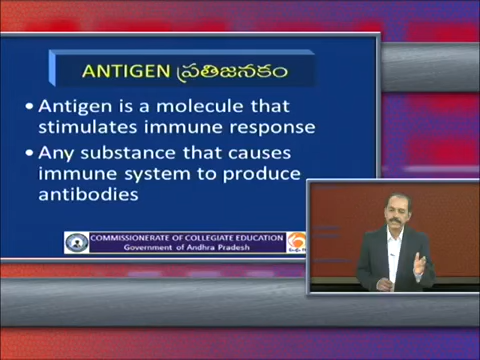 ANTIGEN ప్రతిజనకం
• Antigen is a molecule that
stimulates immune response
• Any substance that causes
immune system to produce
antibodies
COMMISSIONERATE OF COLLEGIATE EDUCATION
Government of Andhra Pradesh